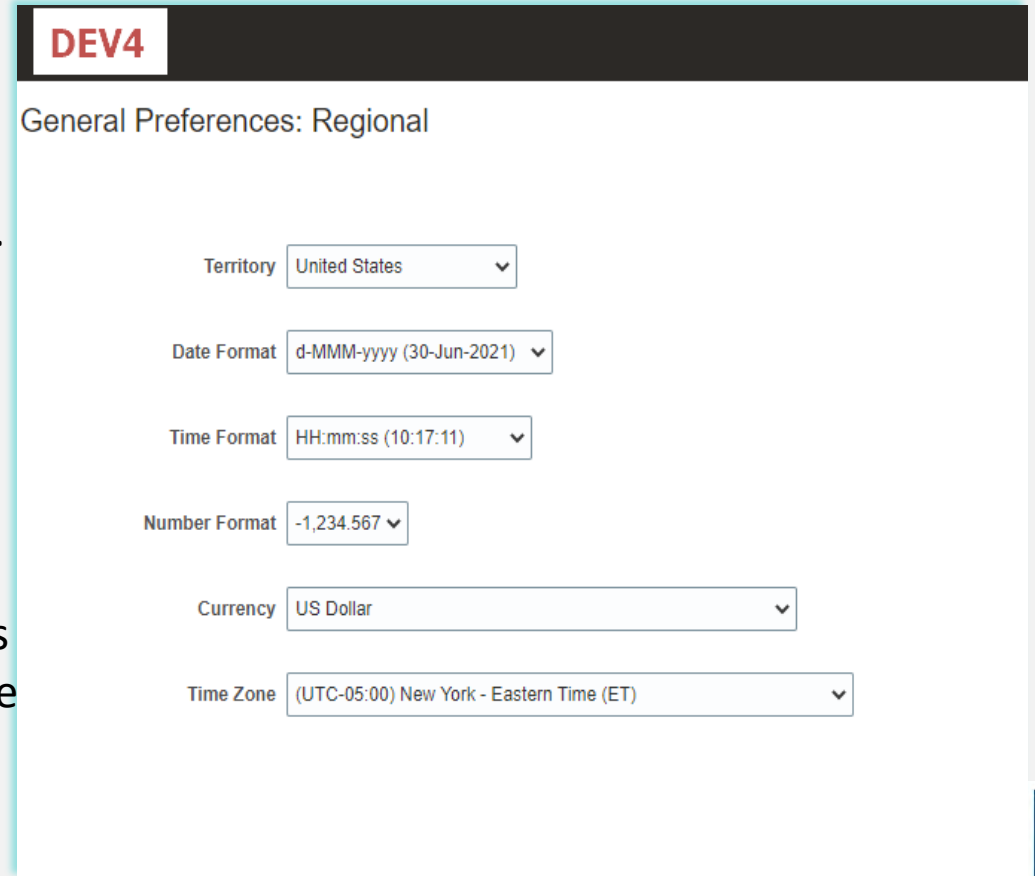 DEV4
General Preferences: Regional
.
Territory United States
Date Format d-MMM-yyyy (30-Jun-2021)
Time Format HH:mm:ss (10:17:11)
Number Format -1,234.567
Currency US Dollar
s
e
Time Zone (UTC-05:00) New York - Eastern Time (ET)